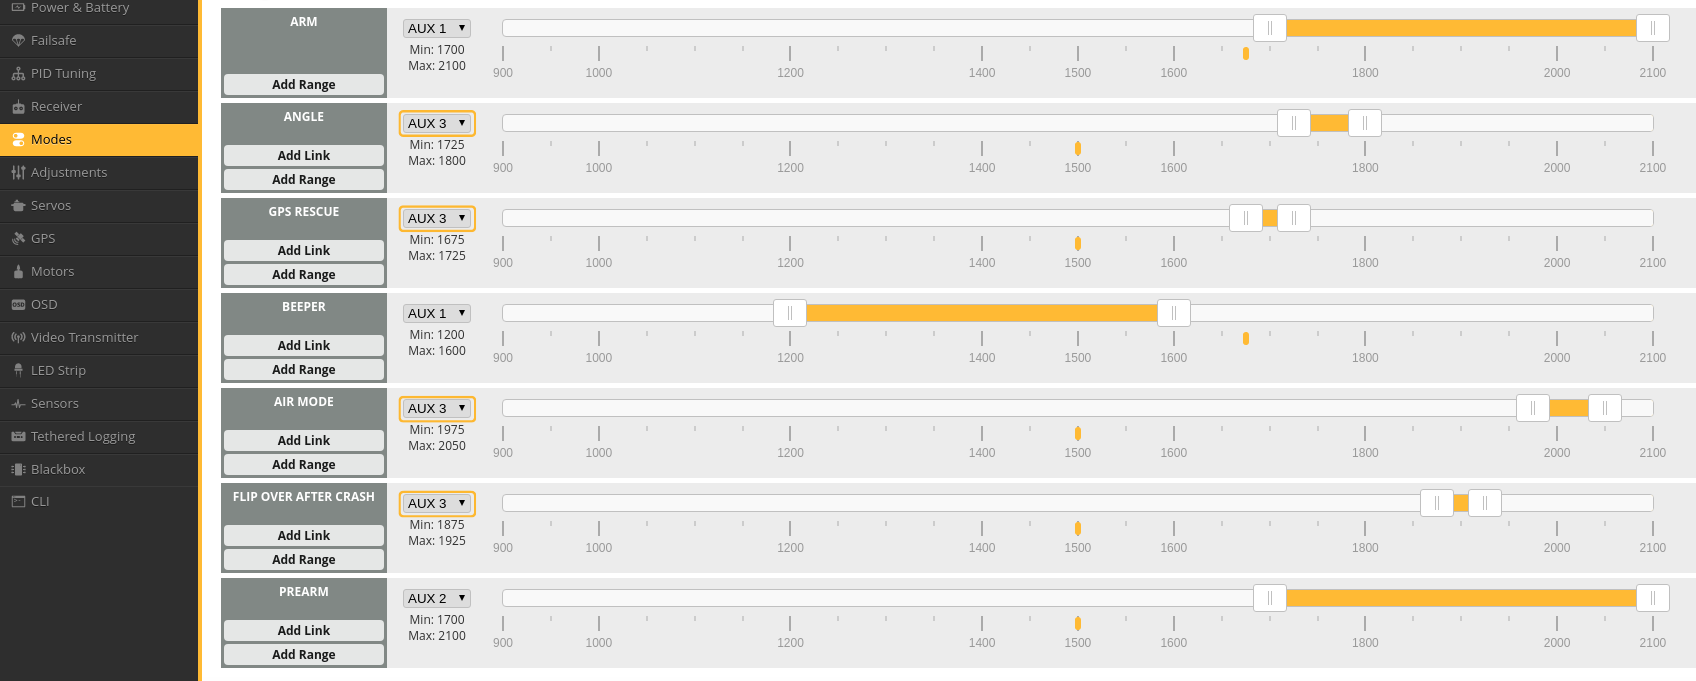 Power & Battery
Failsafe
PID Tuning
Receiver
Modes
Adjustments
Servos
GPS
Motors
OSD OSD
Video Transmitter
LED Strip
Sensors
Tethered Logging
Blackbox
CLI
ARM
Add Range
AUX 1
Min: 1700
Max: 2100
900 1000 1200 1400 1500 1600 1800 2000 2100
ANGLE
Add Link
Add Range
AUX 3
Min: 1725
Max: 1800
900 1000 1200 1400 1500 1600 1800 2000 2100
GPS RESCUE
Add Link
Add Range
AUX 3
Min: 1675
Max: 1725
900 1000 1200 1400 1500 1600 1800 2000 2100
BEEPER
Add Link
Add Range
AUX 1
Min: 1200
Max: 1600
900 1000 1200 1400 1500 1600 1800 2000 2100
AIR MODE
Add Link
Add Range
AUX 3
Min: 1975
Max: 2050
900 1000 1200 1400 1500 1600 1800 2000 2100
FLIP OVER AFTER CRASH
Add Link
Add Range
AUX 3
Min: 1875
Max: 1925
900 1000 1200 1400 1500 1600 1800 2000 2100
PREARM
Add Link
Add Range
AUX 2
Min: 1700
Max: 2100
900 1000 1200 1400 1500 1600 1800 2000 2100